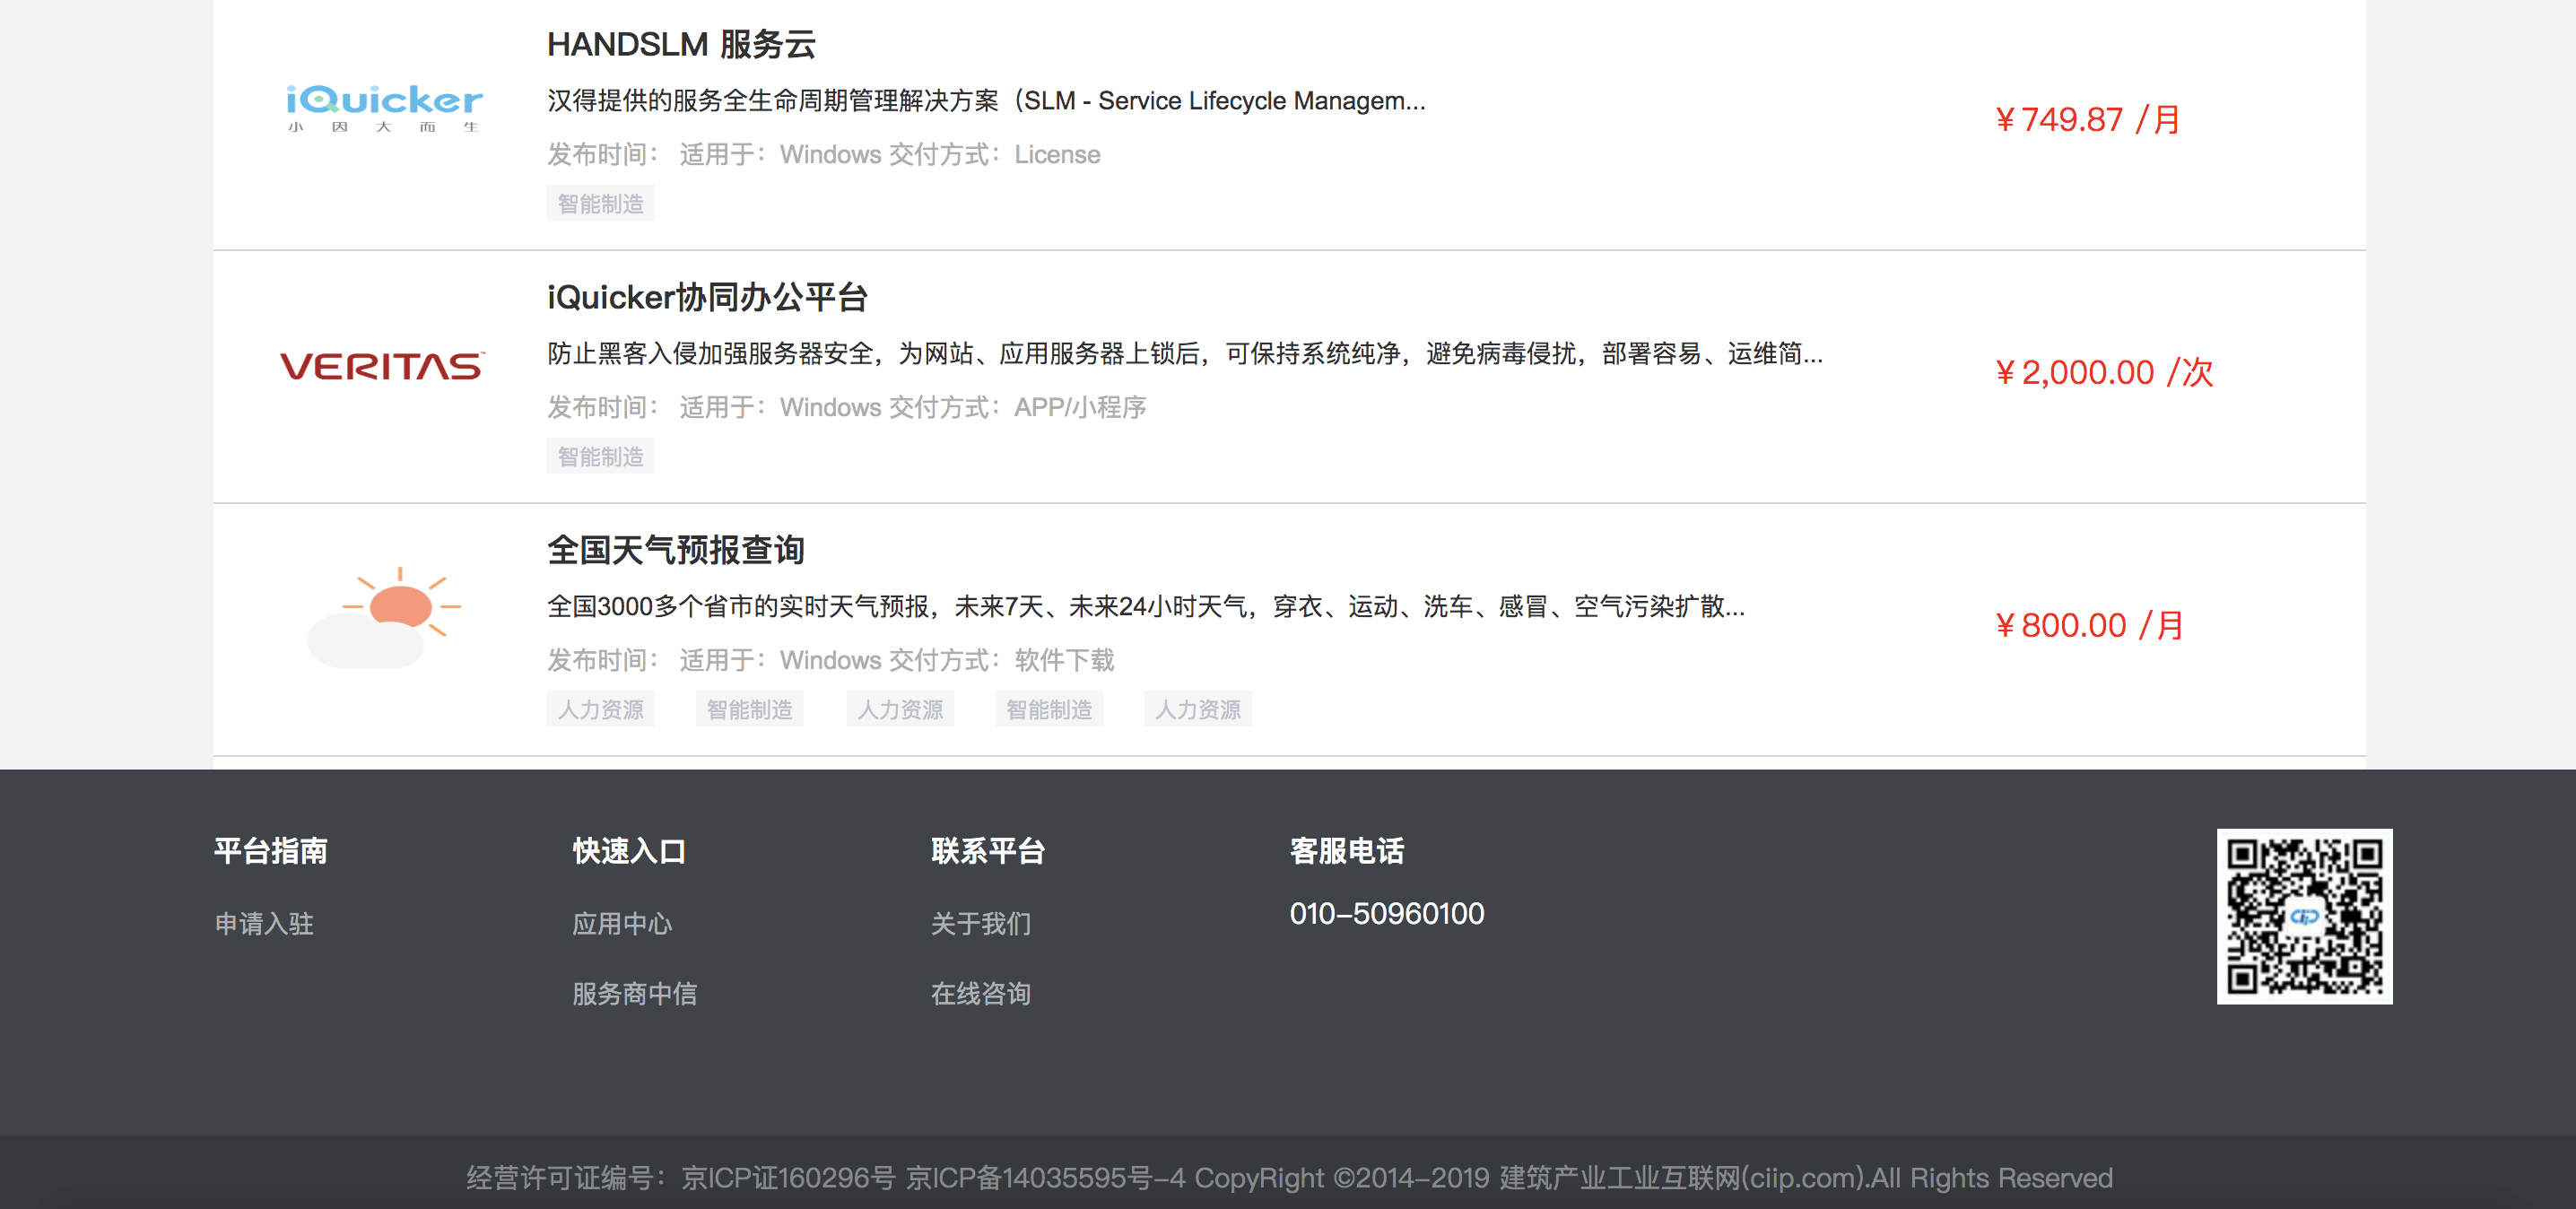 HANDSLM 服务云
iQuicker
小因大而生
汉得提供的服务全生命周期管理解决方案（SLM - Service Lifecycle Managem...
¥749.87 /月
发布时间： 适用于：Windows 交付方式：License
智能制造
iQuicker协同办公平台
VERITAS™
防止黑客入侵加强服务器安全，为网站、应用服务器上锁后，可保持系统纯净，避免病毒侵扰，部署容易、运维简...
¥2,000.00 /次
发布时间： 适用于：Windows 交付方式：APP/小程序
智能制造
全国天气预报查询
全国3000多个省市的实时天气预报，未来7天、未来24小时天气，穿衣、运动、洗车、感冒、空气污染扩散...
¥800.00 /月
发布时间： 适用于：Windows 交付方式：软件下载
人力资源 智能制造 人力资源 智能制造 人力资源
平台指南
申请入驻
快速入口
应用中心
服务商中信
联系平台
关于我们
在线咨询
客服电话
010-50960100
ciip
经营许可证编号：京ICP证160296号 京ICP备14035595号-4 CopyRight ©2014-2019 建筑产业工业互联网(ciip.com).All Rights Reserved